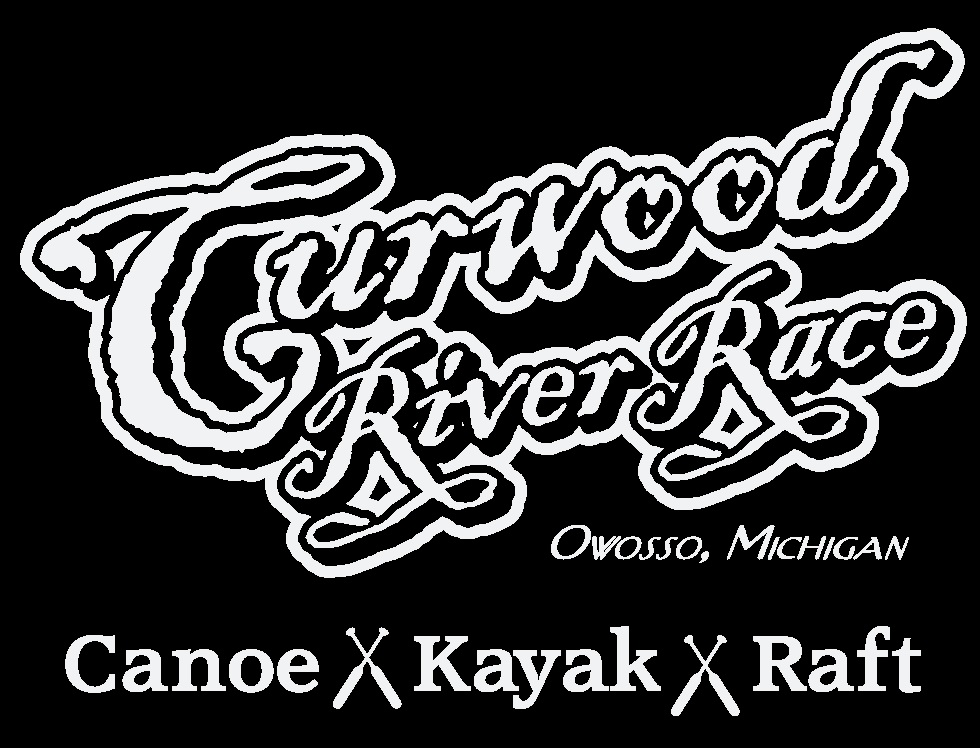 Curwood
River Race
Owosso, Michigan
Canoe Kayak Raft